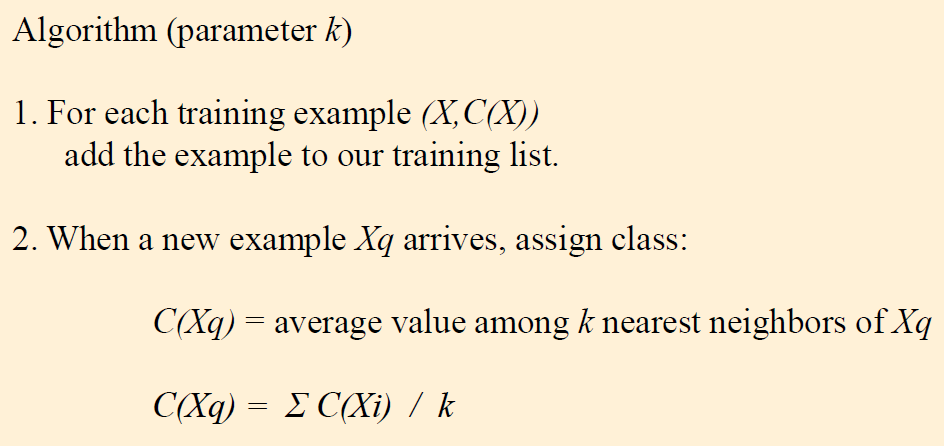 Algorithm (parameter k)
1. For each training example (X,C(X))
add the example to our training list.
2. When a new example Xq arrives, assign class:
C(Xq) = average value among k nearest neighbors of Xq
C(Xq) = Σ C(Xi) / k